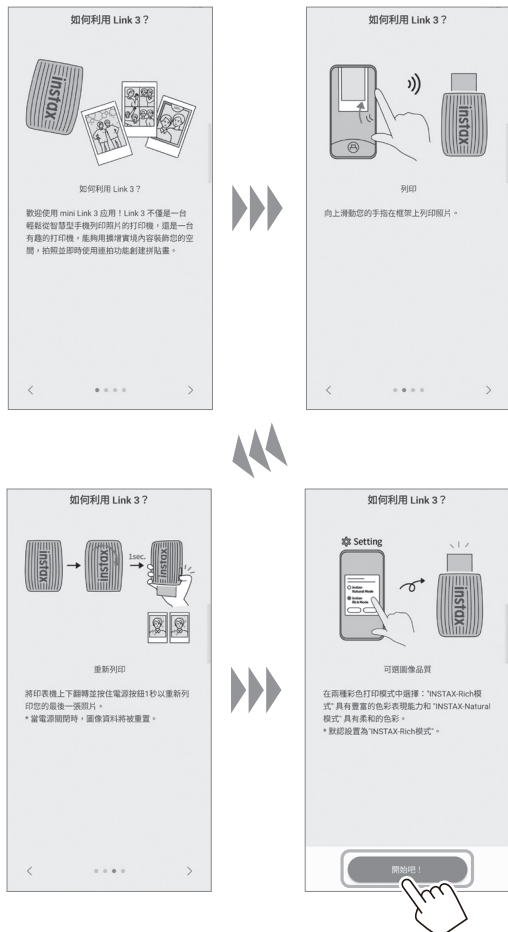 如何利用 Link 3？
instax
如何利用 Link 3？
歡迎使用 mini Link 3 应用！Link 3 不僅是一台
輕鬆從智慧型手機列印照片的打印機，還是一台
有趣的打印機，能夠用擴增實境內容裝飾您的空
間，拍照並即時使用連拍功能創建拼貼畫。
如何利用 Link 3？
instax
列印
向上滑動您的手指在框架上列印照片。
如何利用 Link 3？
instax
instax
1sec.
instax
重新列印
將印表機上下翻轉並按住電源按鈕1秒以重新列
印您的最後一張照片。
* 當電源關閉時，圖像資料將被重置。
如何利用 Link 3？
Setting
instax
Natural Mode
instax
Rich Mode
instax
可選圖像品質
在兩種彩色打印模式中選擇："INSTAX-Rich模
式" 具有豐富的色彩表現能力和 "INSTAX-Natural
模式" 具有柔和的色彩。
* 默認設置為"INSTAX-Rich模式"。
開始吧！